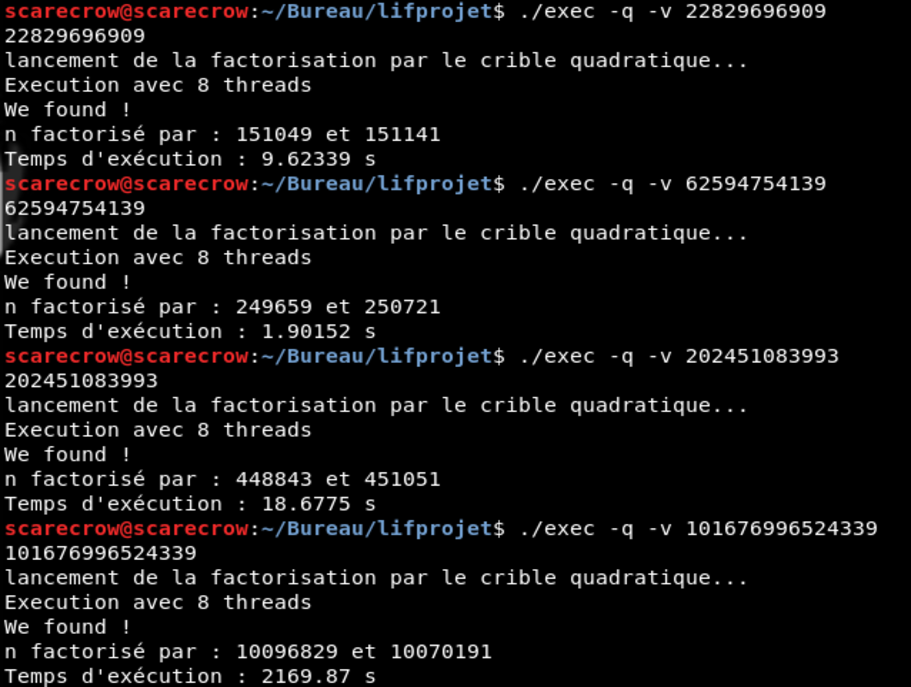 scarecrow@scarecrow:~/Bureau/lifprojet$ ./exec -q -v 22829696909
22829696909
lancement de la factorisation par le crible quadratique...
Execution avec 8 threads
We found !
n factorisé par : 151049 et 151141
Temps d'exécution : 9.62339 s
scarecrow@scarecrow:~/Bureau/lifprojet$ ./exec -q -v 62594754139
62594754139
lancement de la factorisation par le crible quadratique...
Execution avec 8 threads
We found !
n factorisé par : 249659 et 250721
Temps d'exécution : 1.90152 s
scarecrow@scarecrow:~/Bureau/lifprojet$ ./exec -q -v 202451083993
202451083993
lancement de la factorisation par le crible quadratique...
Execution avec 8 threads
We found !
n factorisé par : 448843 et 451051
Temps d'exécution : 18.6775 s
scarecrow@scarecrow:~/Bureau/lifprojet$ ./exec -q -v 101676996524339
101676996524339
lancement de la factorisation par le crible quadratique...
Execution avec 8 threads
We found !
n factorisé par : 10096829 et 10070191
Temps d'exécution : 2169.87 s